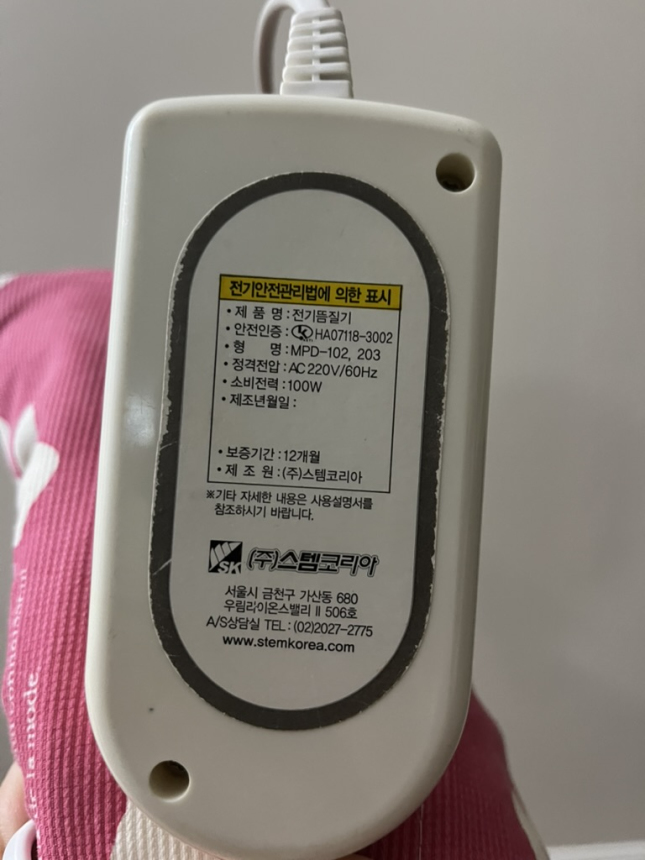 전기안전관리법에 의한 표시
• 제 품 명 : 전기뜸질기
• 안전인증 : HA07118-3002
• 형 명 : MPD-102, 203
• 정격전압 : AC 220V/60Hz
• 소비전력 : 100W
• 제조년월일 :
• 보증기간 : 12개월
• 제 조 원 : (주)스템코리아
※기타 자세한 내용은 사용설명서를
참조하시기 바랍니다.
SK (주)스템코리아
서울시 금천구 가산동 680
우림라이온스밸리 II 506호
A/S상담실 TEL : (02)2027-2775
www.stemkorea.com
connaisseur
de la mode